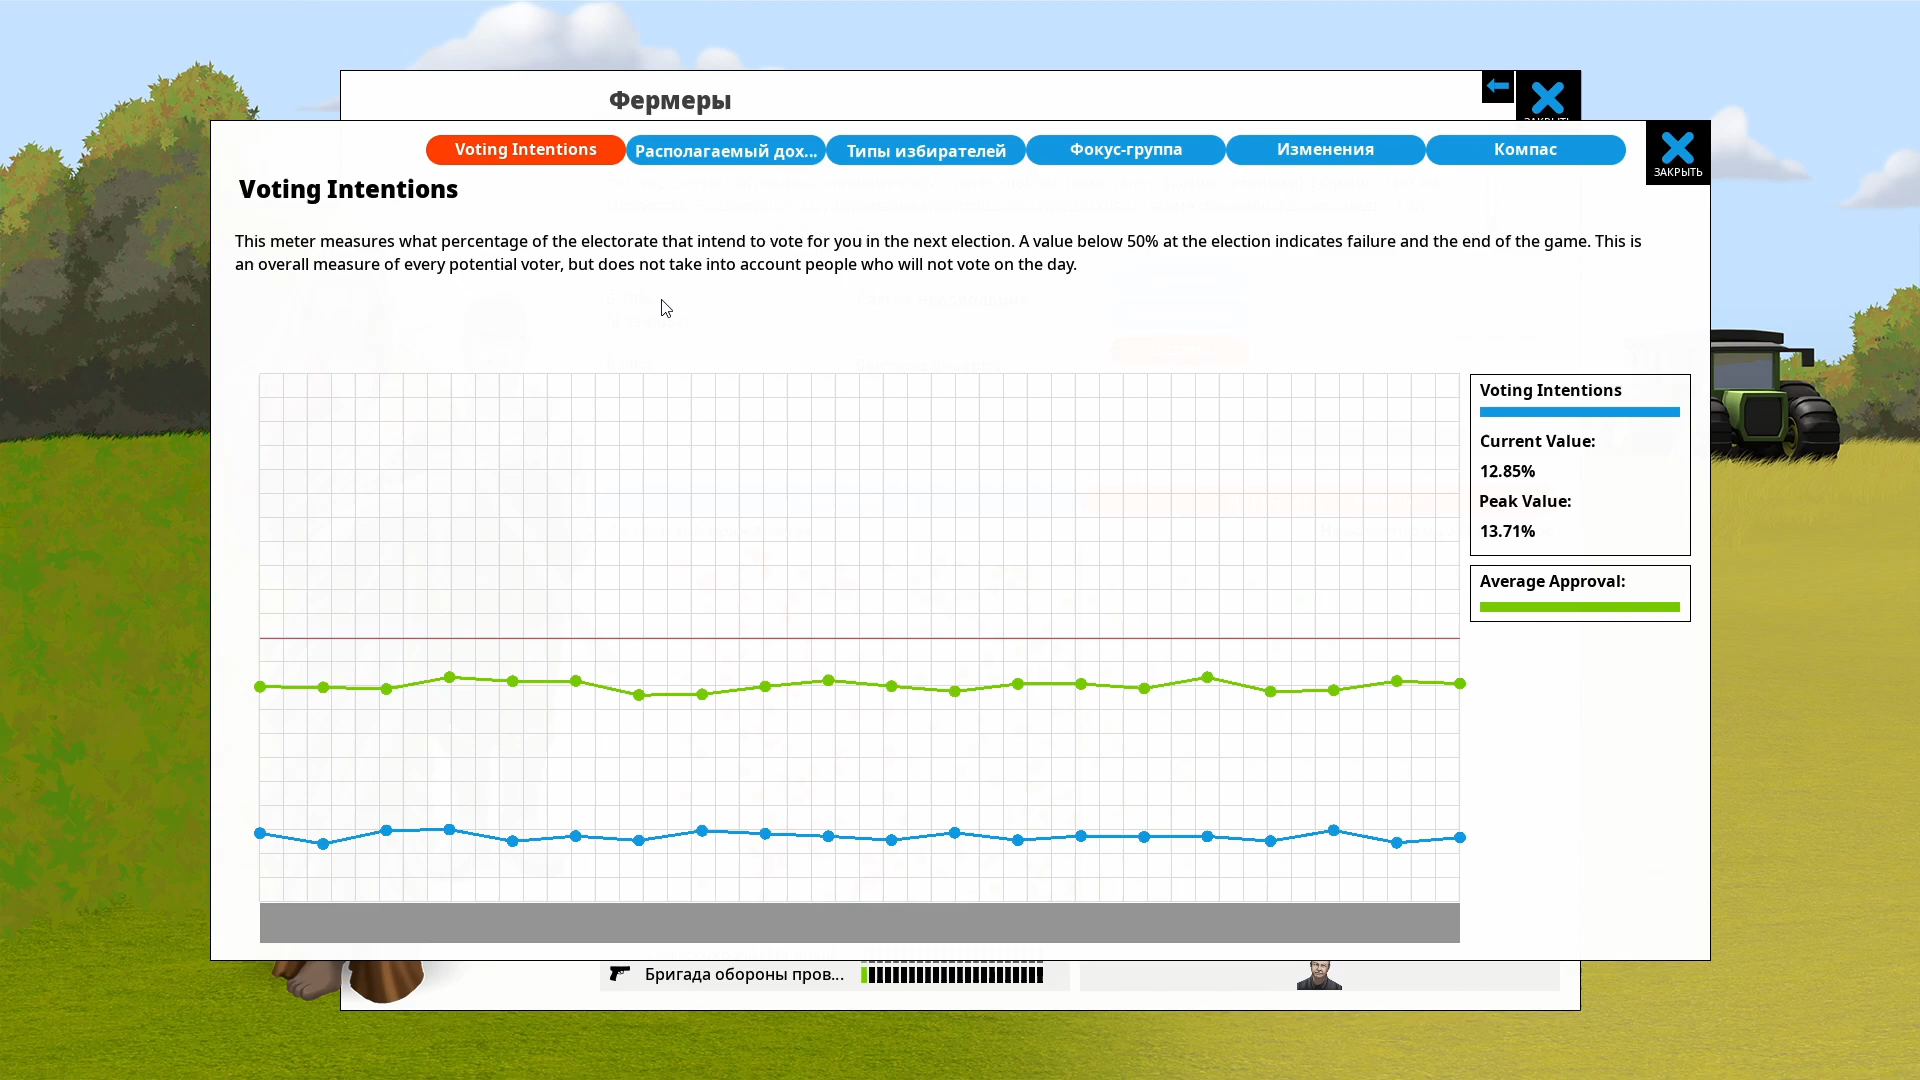 Фермеры
ЗАКРЫТЬ
Voting Intentions
Располагаемый дох...
Типы избирателей
Фокус-группа
Изменения
Компас
ЗАКРЫТЬ
Voting Intentions
This meter measures what percentage of the electorate that intend to vote for you in the next election. A value below 50% at the election indicates failure and the end of the game. This is
an overall measure of every potential voter, but does not take into account people who will not vote on the day.
Voting Intentions
Current Value:
12.85%
Peak Value:
13.71%
Average Approval:
Бригада обороны пров...